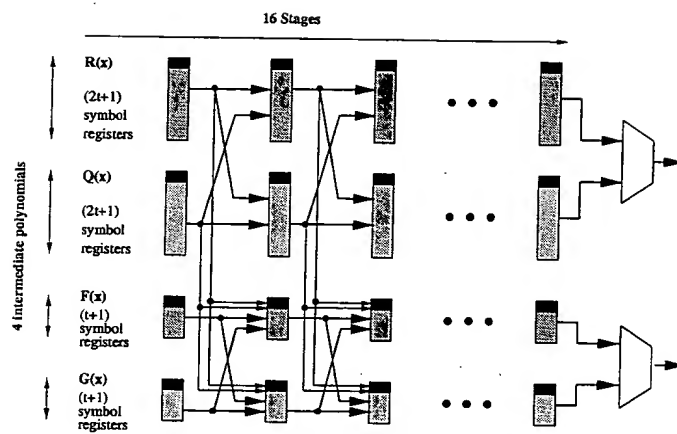 16 Stages
R(x)
(2t+1)
symbol
registers
Q(x)
(2t+1)
symbol
registers
4 intermediate polynomials
F(x)
(t+1)
symbol
registers
G(x)
(t+1)
symbol
registers